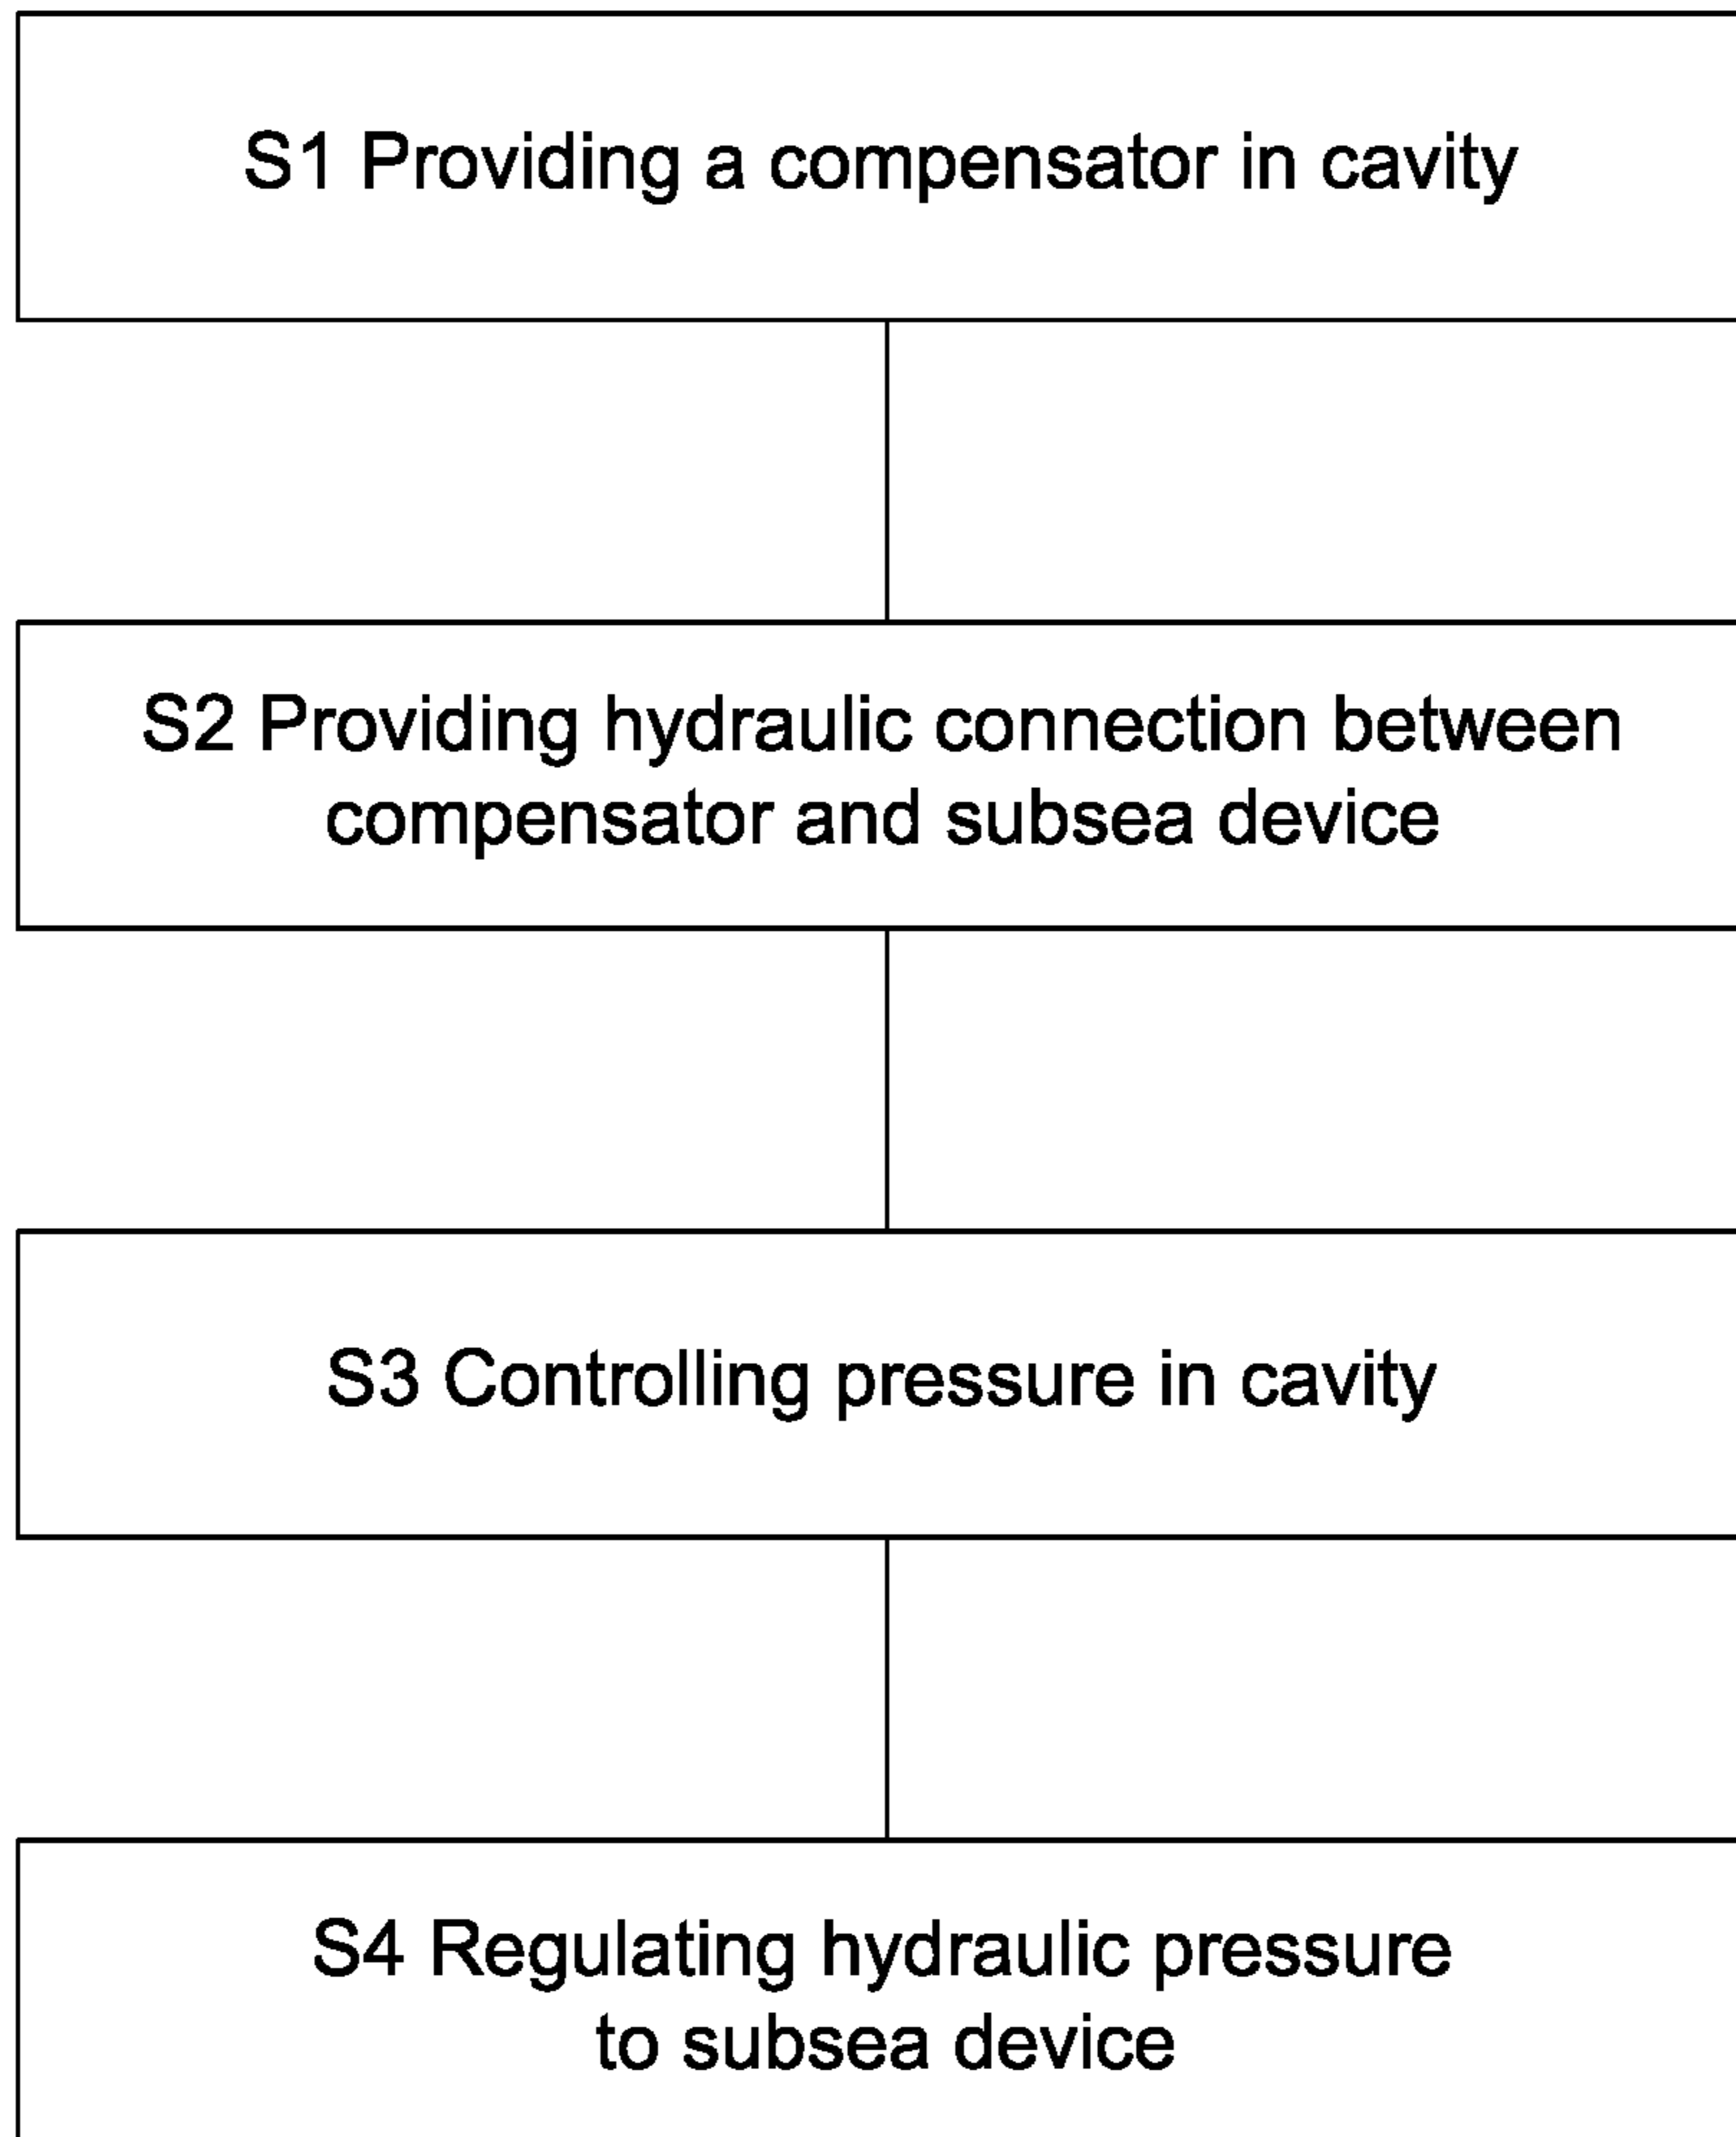 S1 Providing a compensator in cavity
S2 Providing hydraulic connection between
compensator and subsea device
S3 Controlling pressure in cavity
S4 Regulating hydraulic pressure
to subsea device